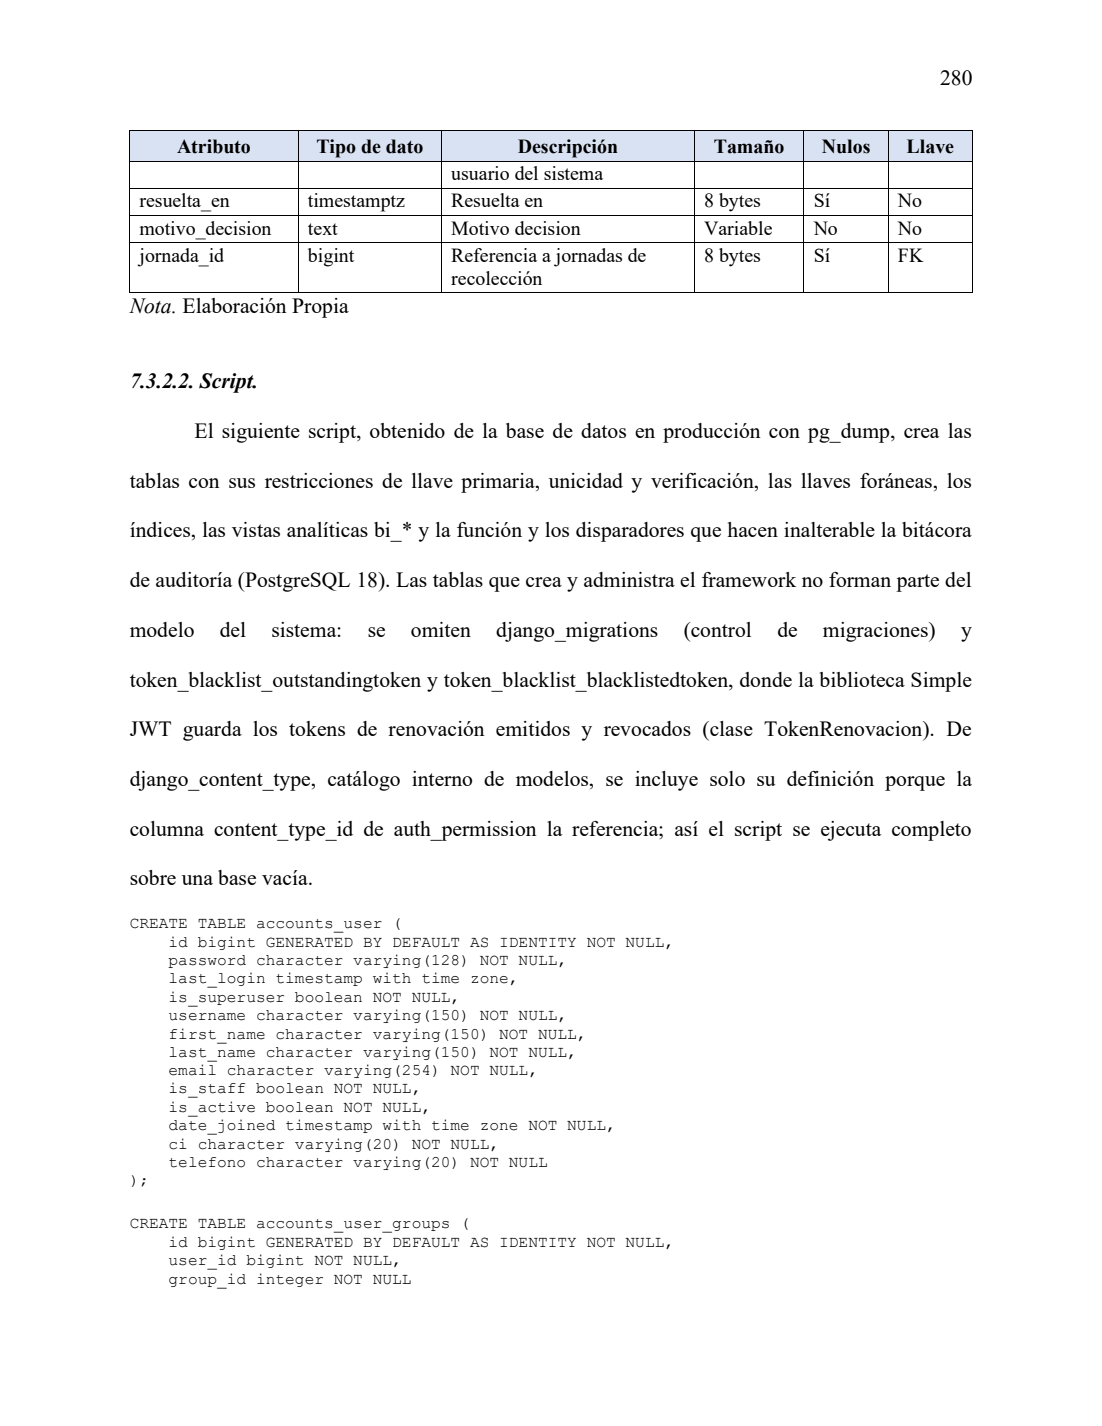 280
Atributo Tipo de dato Descripción Tamaño Nulos Llave
usuario del sistema
resuelta_en timestamptz Resuelta en 8 bytes Sí No
motivo_decision text Motivo decision Variable No No
jornada_id bigint Referencia a jornadas de 8 bytes Sí FK
recolección
Nota. Elaboración Propia
7.3.2.2. Script.
El siguiente script, obtenido de la base de datos en producción con pg_dump, crea las
tablas con sus restricciones de llave primaria, unicidad y verificación, las llaves foráneas, los
índices, las vistas analíticas bi_* y la función y los disparadores que hacen inalterable la bitácora
de auditoría (PostgreSQL 18). Las tablas que crea y administra el framework no forman parte del
modelo del sistema: se omiten django_migrations (control de migraciones) y
token_blacklist_outstandingtoken y token_blacklist_blacklistedtoken, donde la biblioteca Simple
JWT guarda los tokens de renovación emitidos y revocados (clase TokenRenovacion). De
django_content_type, catálogo interno de modelos, se incluye solo su definición porque la
columna content_type_id de auth_permission la referencia; así el script se ejecuta completo
sobre una base vacía.
CREATE TABLE accounts_user (
    id bigint GENERATED BY DEFAULT AS IDENTITY NOT NULL,
    password character varying(128) NOT NULL,
    last_login timestamp with time zone,
    is_superuser boolean NOT NULL,
    username character varying(150) NOT NULL,
    first_name character varying(150) NOT NULL,
    last_name character varying(150) NOT NULL,
    email character varying(254) NOT NULL,
    is_staff boolean NOT NULL,
    is_active boolean NOT NULL,
    date_joined timestamp with time zone NOT NULL,
    ci character varying(20) NOT NULL,
    telefono character varying(20) NOT NULL
);
CREATE TABLE accounts_user_groups (
    id bigint GENERATED BY DEFAULT AS IDENTITY NOT NULL,
    user_id bigint NOT NULL,
    group_id integer NOT NULL